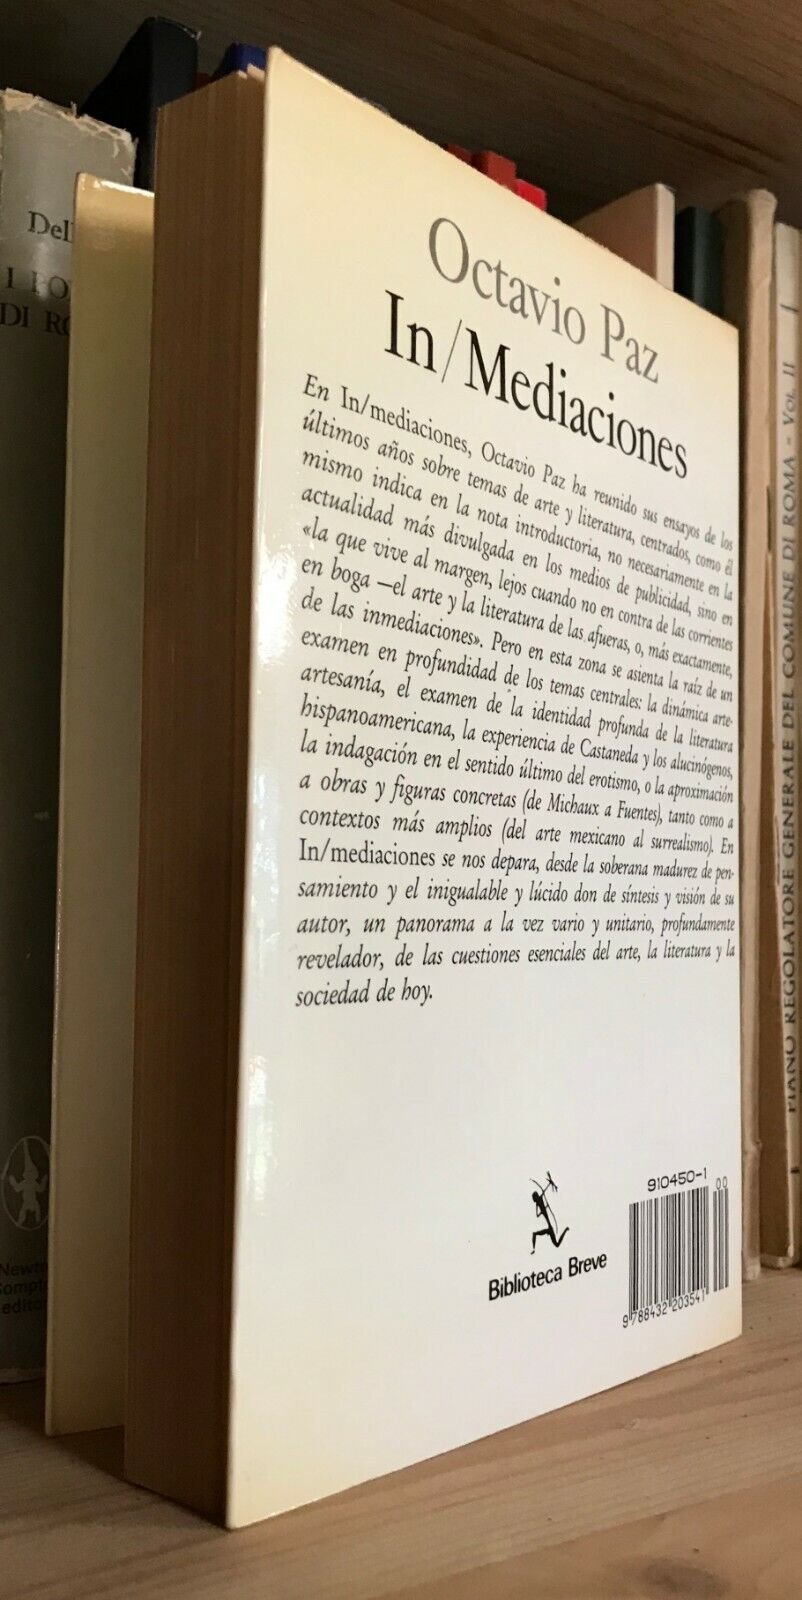 Octavio Paz
In/Mediaciones
En In/mediaciones, Octavio Paz ha reunido sus ensayos de los
últimos años sobre temas de arte y literatura, centrados, como él
mismo indica en la nota introductoria, no necesariamente en la
actualidad más divulgada en los medios de publicidad, sino en
«la que vive al margen, lejos cuando no en contra de las corrientes
en boga —el arte y la literatura de las afueras, o, más exactamente,
de las inmediaciones». Pero en esta zona se asienta la raíz de un
examen en profundidad de los temas centrales: la dinámica arte-
artesanía, el examen de la identidad profunda de la literatura
hispanoamericana, la experiencia de Castaneda y los alucinógenos,
la indagación en el sentido último del erotismo, o la aproximación
a obras y figuras concretas (de Michaux a Fuentes), tanto como a
contextos más amplios (del arte mexicano al surrealismo). En
In/mediaciones se nos depara, desde la soberana madurez de pen-
samiento y el inigualable y lúcido don de síntesis y visión de su
autor, un panorama a la vez vario y unitario, profundamente
revelador, de las cuestiones esenciales del arte, la literatura y la
sociedad de hoy.
Biblioteca Breve
910450-1
00
9 788432 203541
Dell
DI RO
Newt
Compt
editor
PIANO REGOLATORE GENERALE DEL COMUNE DI ROMA - VOL. II